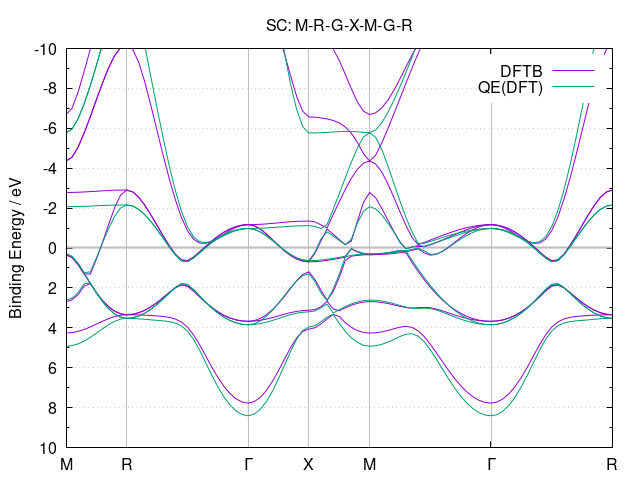 SC: M-R-G-X-M-G-R
-10
-8
-6
-4
-2
0
2
4
6
8
10
Binding Energy / eV
DFTB
QE(DFT)
M R Γ X M Γ R